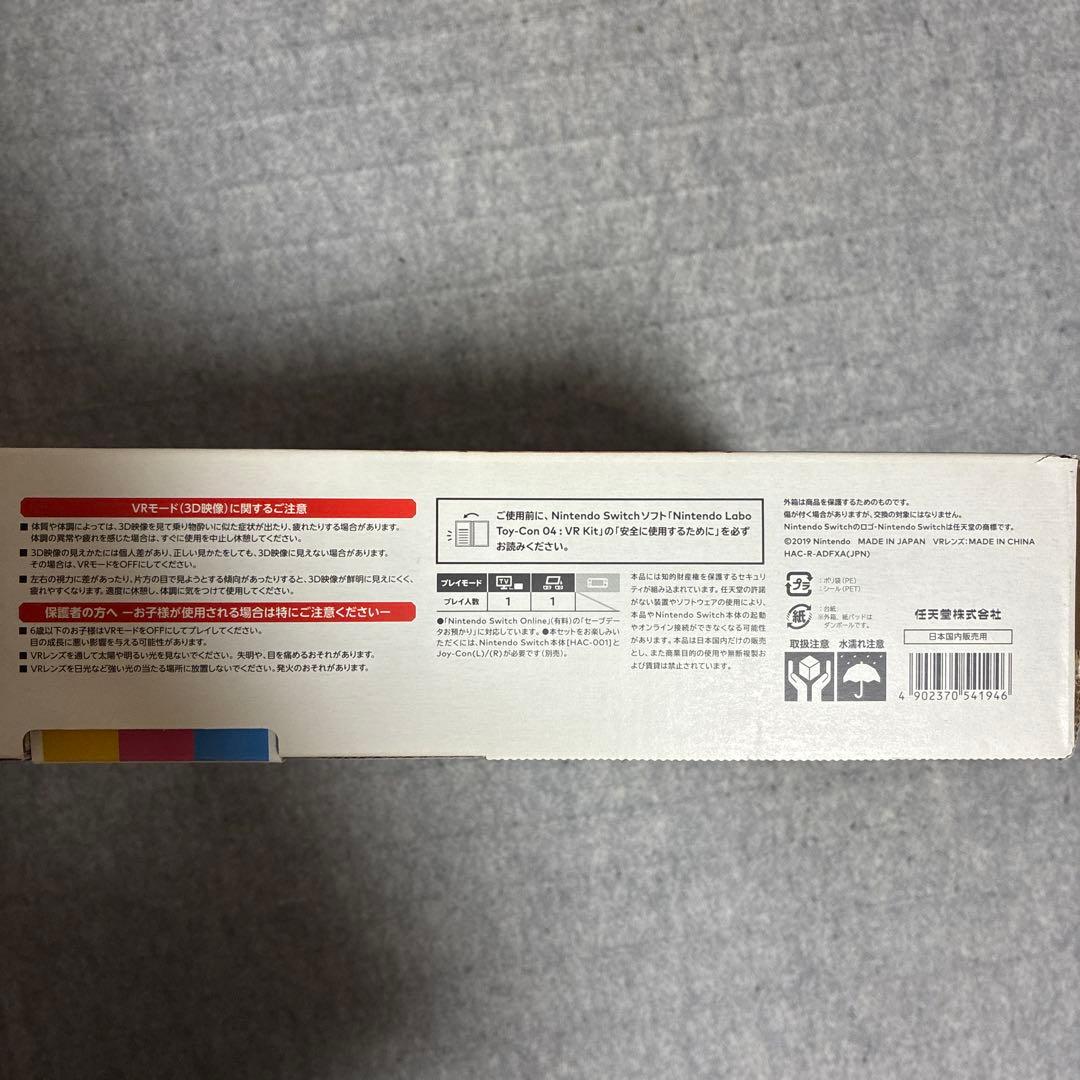 VRモード(3D映像)に関するご注意
■ 体質や体調によっては、3D映像を見て乗り物酔いに似た症状が出たり、疲れたりする場合があります。
体調の異常や疲れを感じた場合は、すぐに使用を中止し休憩してください。
■ 3D映像の見えかたには個人差があり、正しい見かたをしても、3D映像に見えない場合があります。
その場合は、VRモードをOFFにしてください。
■ 左右の視力に差があったり、片方の目で見ようとする傾向があったりすると、3D映像が鮮明に見えにくく、
疲れやすくなります。適度に休憩し、体調に気をつけて使用してください。
保護者の方へ ーお子様が使用される場合は特にご注意くださいー
■ 6歳以下のお子様はVRモードをOFFにしてプレイしてください。
目の成長に悪い影響を与える可能性があります。
■ VRレンズを通して太陽や明るい光を見ないでください。失明や、目を痛めるおそれがあります。
■ VRレンズを日光など強い光の当たる場所に放置しないでください。発火のおそれがあります。
ご使用前に、Nintendo Switchソフト「Nintendo Labo
Toy-Con 04 : VR Kit」の「安全に使用するために」を必ず
お読みください。
プレイモード TV
プレイ人数 1 1
●「Nintendo Switch Online」(有料)の「セーブデー
タお預かり」に対応しています。●本セットをお楽しみい
ただくには、Nintendo Switch本体[HAC-001]と
Joy-Con(L)/(R)が必要です(別売)。
本品には知的財産権を保護するセキュリ
ティが組み込まれています。任天堂の許諾
がない装置やソフトウェアの使用により、
本品やNintendo Switch本体の起動
やオンライン接続ができなくなる可能性
があります。本品は日本国内だけの販売
とし、また商業目的の使用や無断複製お
よび賃貸は禁止されています。
外箱は商品を保護するためのものです。
傷が付く場合がありますが、交換の対象にはなりません。
Nintendo Switchのロゴ・Nintendo Switchは任天堂の商標です。
©2019 Nintendo MADE IN JAPAN VRレンズ:MADE IN CHINA
HAC-R-ADFXA(JPN)
プラ
:ポリ袋(PE)
:シール(PET)
紙
:台紙
※外箱、紙パッドは
ダンボールです。
取扱注意 水濡れ注意
任天堂株式会社
日本国内販売用
4 902370 541946